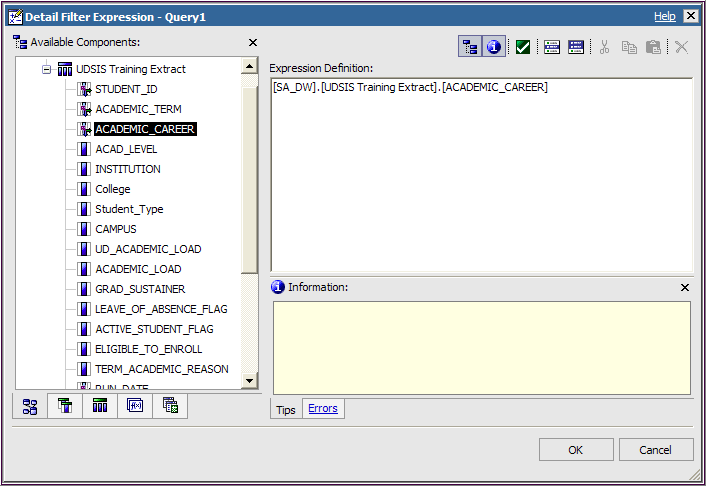 Detail Filter Expression - Query1
Help
Available Components:
UDSIS Training Extract
STUDENT_ID
ACADEMIC_TERM
ACADEMIC_CAREER
ACAD_LEVEL
INSTITUTION
College
Student_Type
CAMPUS
UD_ACADEMIC_LOAD
ACADEMIC_LOAD
GRAD_SUSTAINER
LEAVE_OF_ABSENCE_FLAG
ACTIVE_STUDENT_FLAG
ELIGIBLE_TO_ENROLL
TERM_ACADEMIC_REASON
RUN_DATE
Expression Definition:
[SA_DW].[UDSIS Training Extract].[ACADEMIC_CAREER]
Information:
Tips
Errors
OK
Cancel